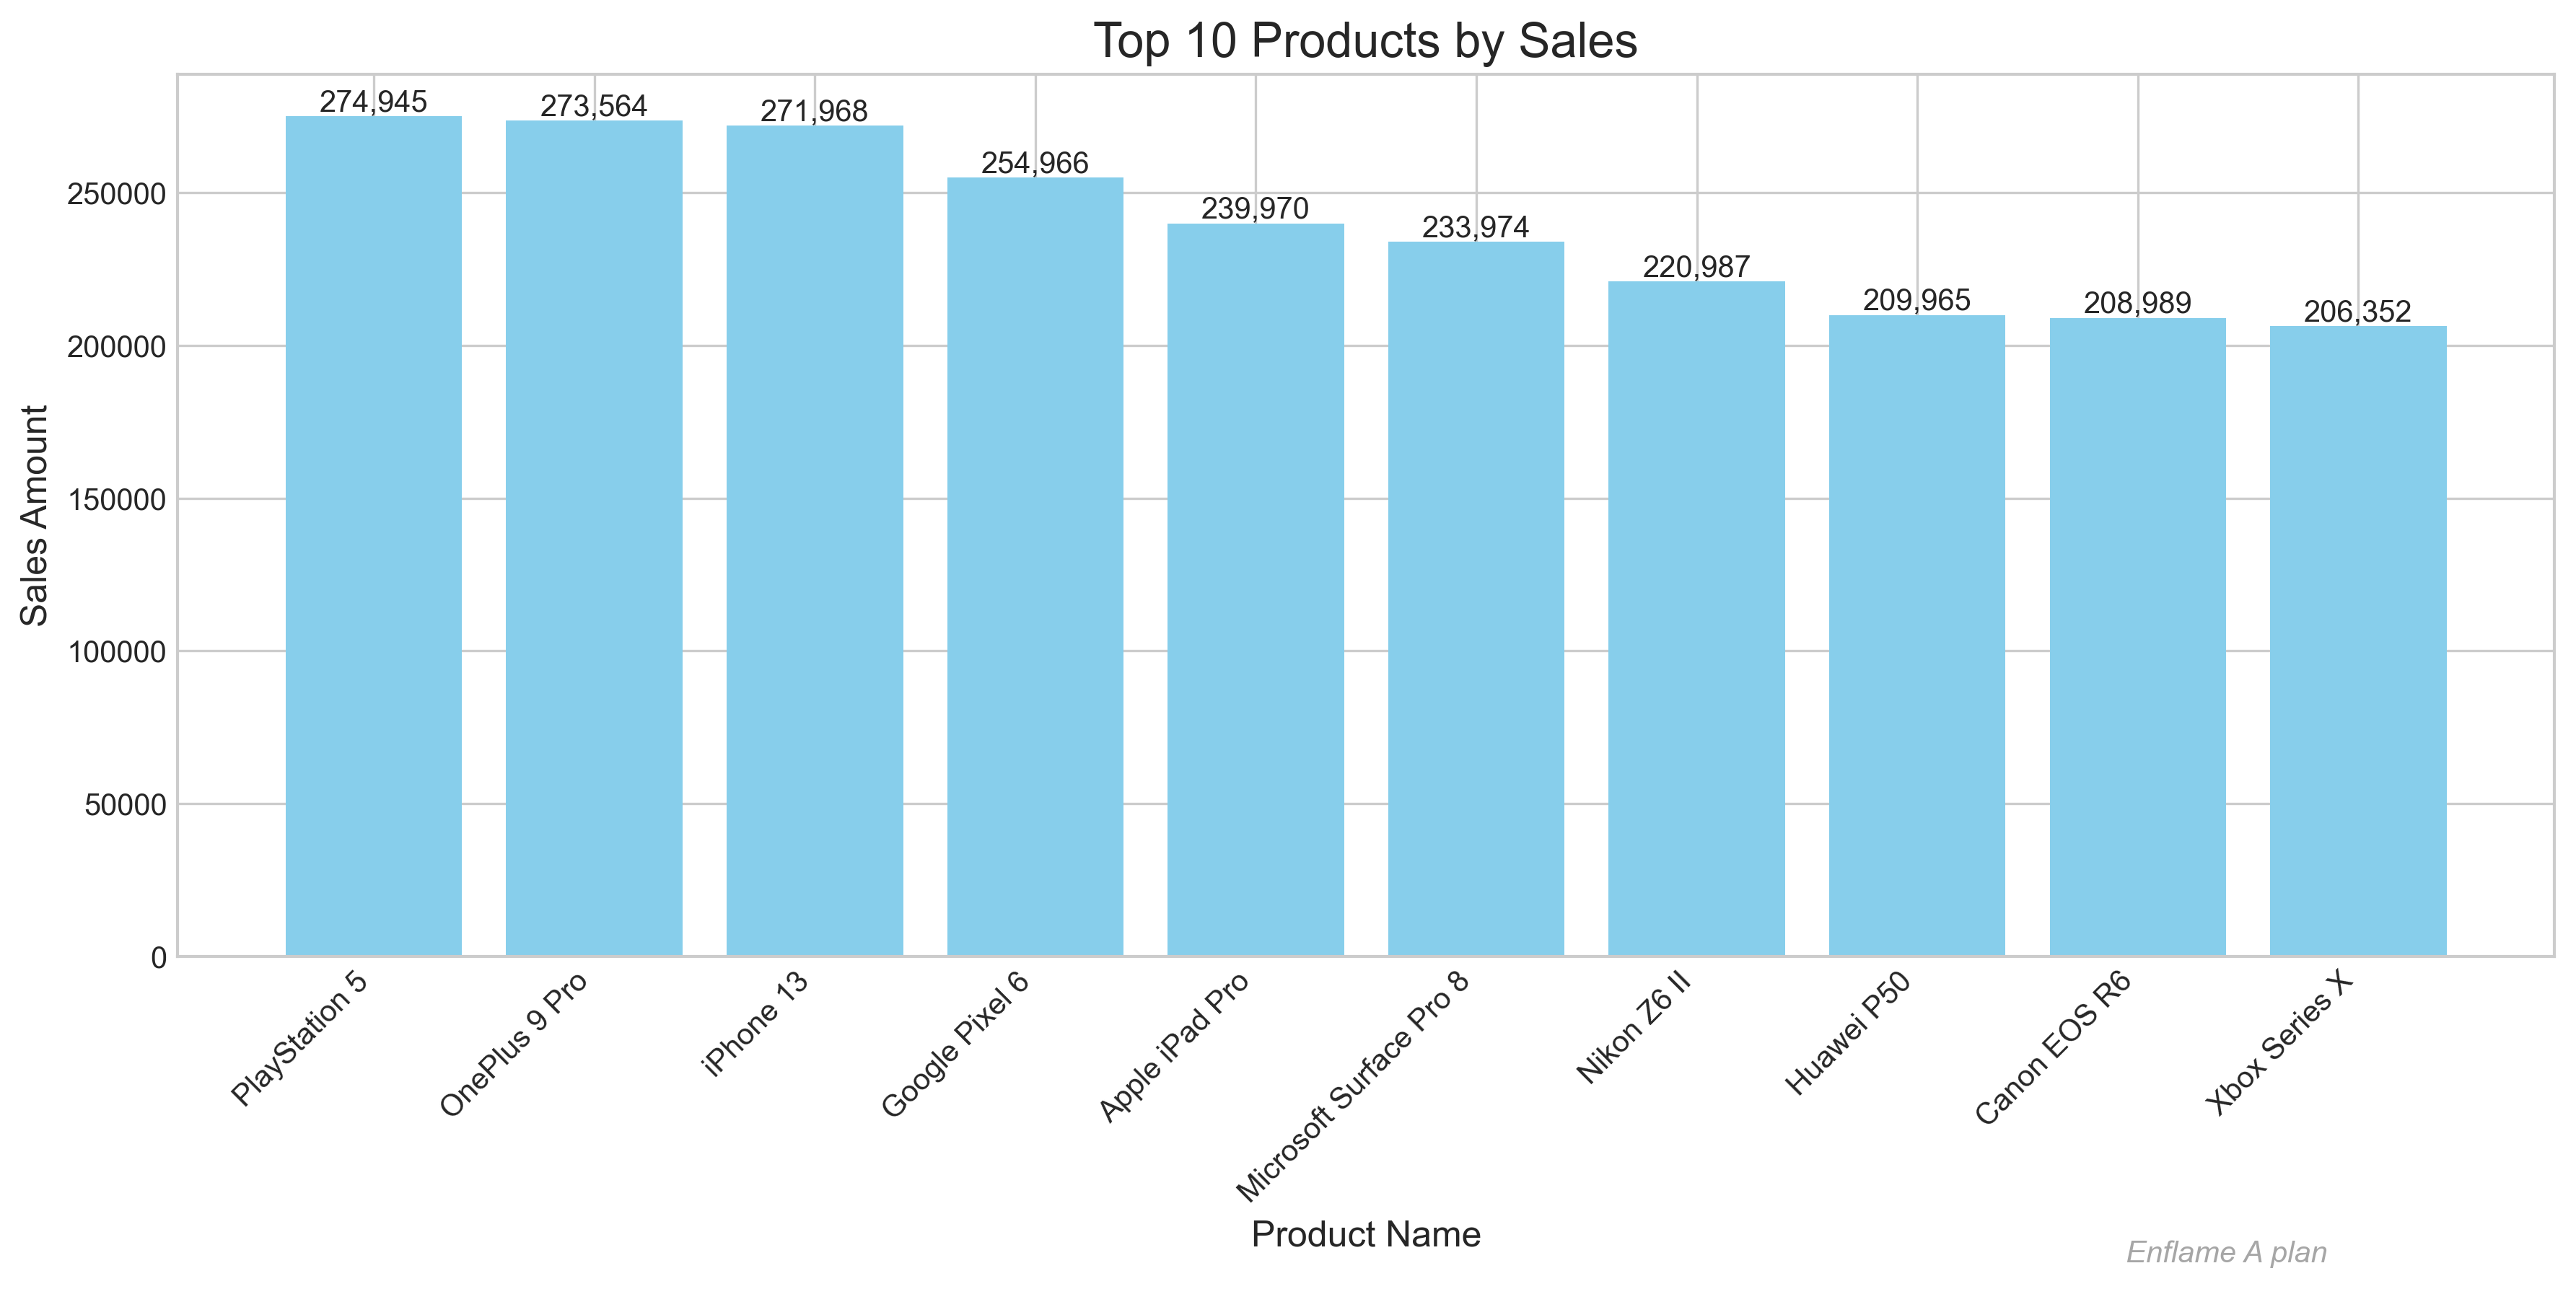 Top 10 Products by Sales
274,945
273,564
271,968
254,966
239,970
233,974
220,987
209,965
208,989
206,352
Sales Amount
250000
200000
150000
100000
50000
0
PlayStation 5
OnePlus 9 Pro
iPhone 13
Google Pixel 6
Apple iPad Pro
Microsoft Surface Pro 8
Nikon Z6 II
Huawei P50
Canon EOS R6
Xbox Series X
Product Name
Enflame A plan